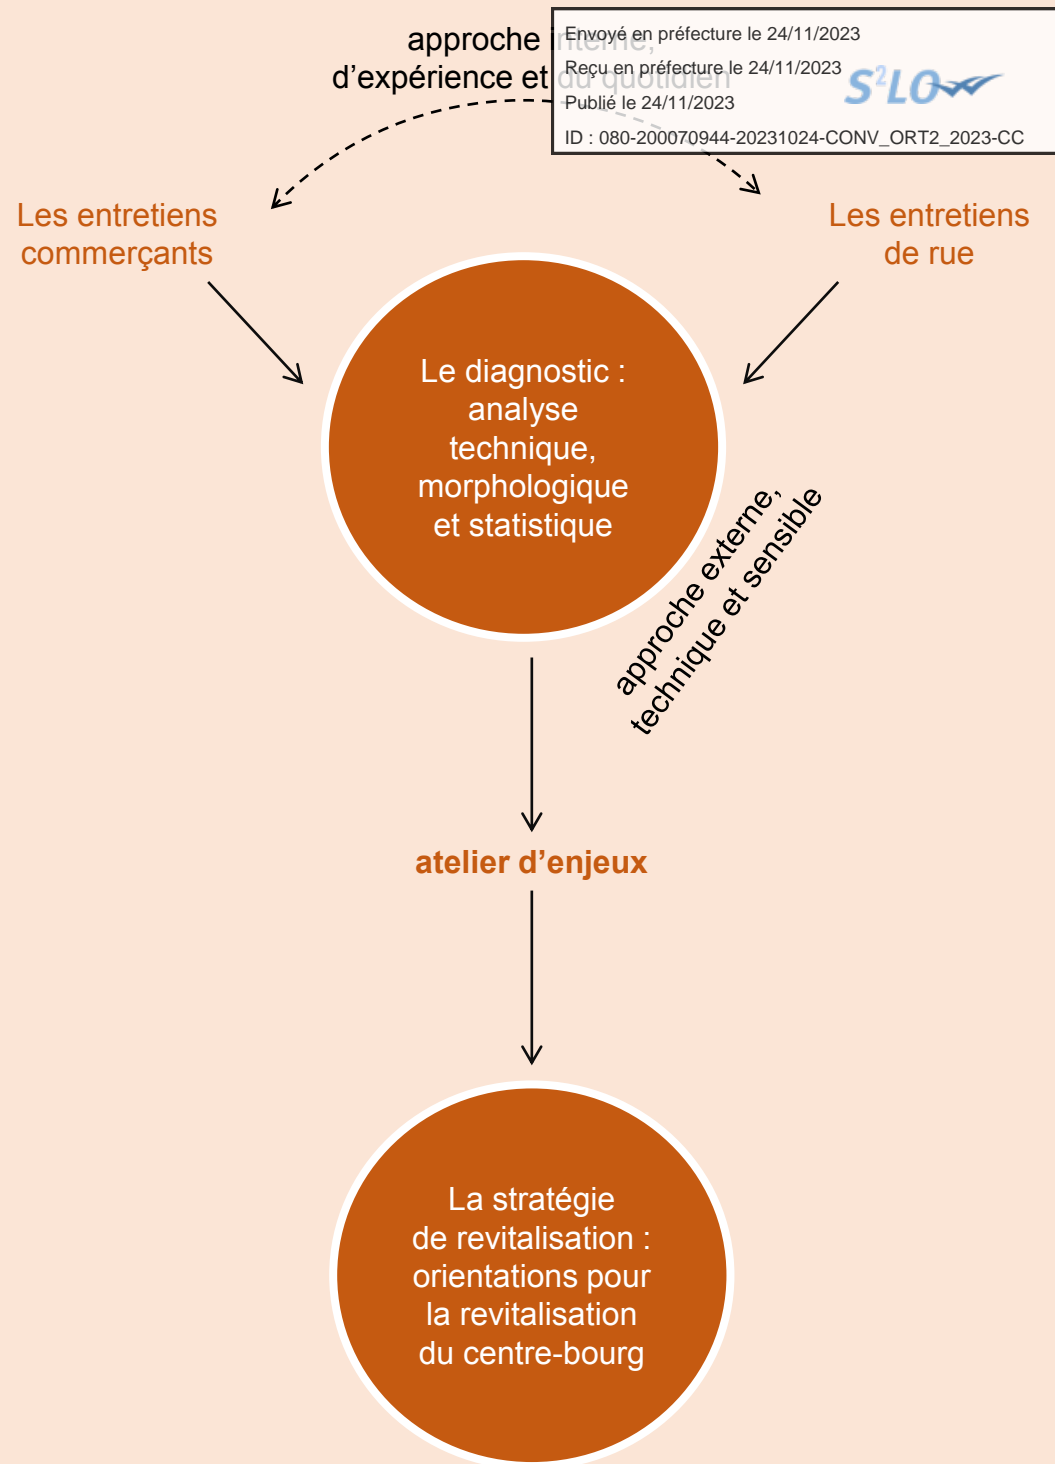 approche interne,
d'expérience et du quotidien
Envoyé en préfecture le 24/11/2023
Reçu en préfecture le 24/11/2023
Publié le 24/11/2023
S²LO
ID : 080-200070944-20231024-CONV_ORT2_2023-CC
Les entretiens
commerçants
Les entretiens
de rue
Le diagnostic :
analyse
technique,
morphologique
et statistique
approche externe,
technique et sensible
atelier d'enjeux
La stratégie
de revitalisation :
orientations pour
la revitalisation
du centre-bourg